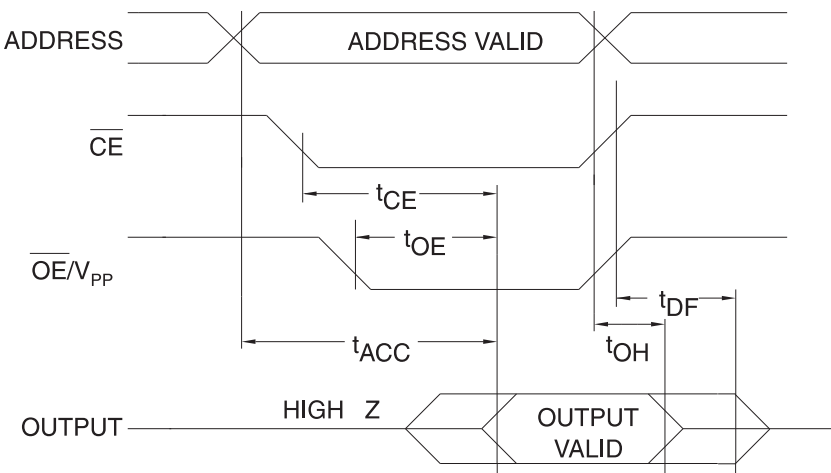 ADDRESS
ADDRESS VALID
CE
tCE
tOE
OE/VPP
tDF
tOH
tACC
HIGH Z
OUTPUT
OUTPUT
VALID